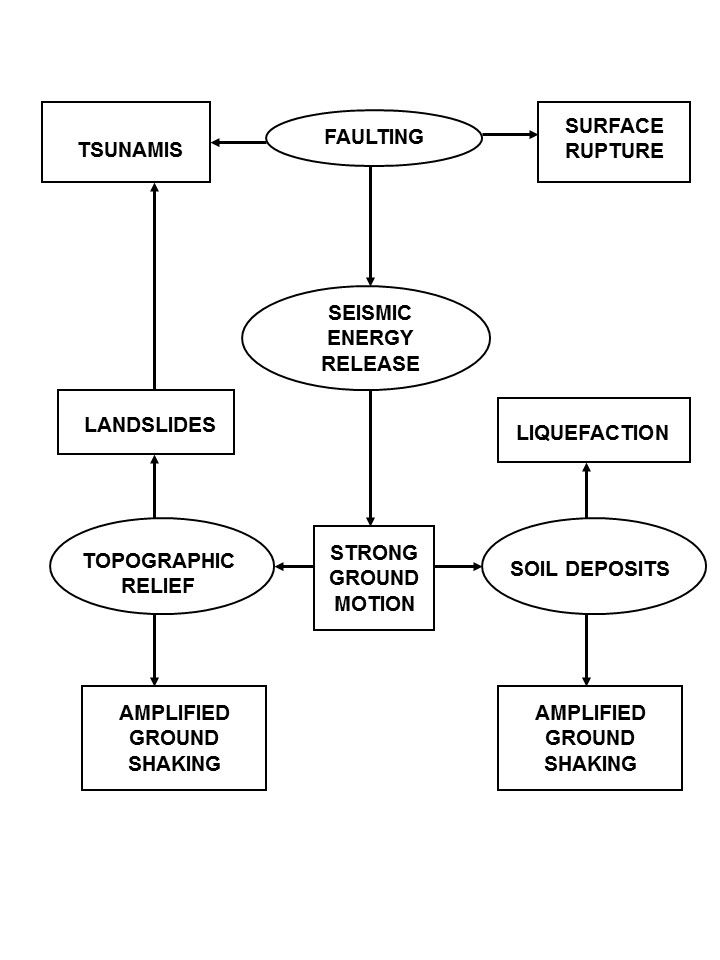 TSUNAMIS
FAULTING
SURFACE
RUPTURE
SEISMIC
ENERGY
RELEASE
LANDSLIDES
LIQUEFACTION
TOPOGRAPHIC
RELIEF
STRONG
GROUND
MOTION
SOIL DEPOSITS
AMPLIFIED
GROUND
SHAKING
AMPLIFIED
GROUND
SHAKING